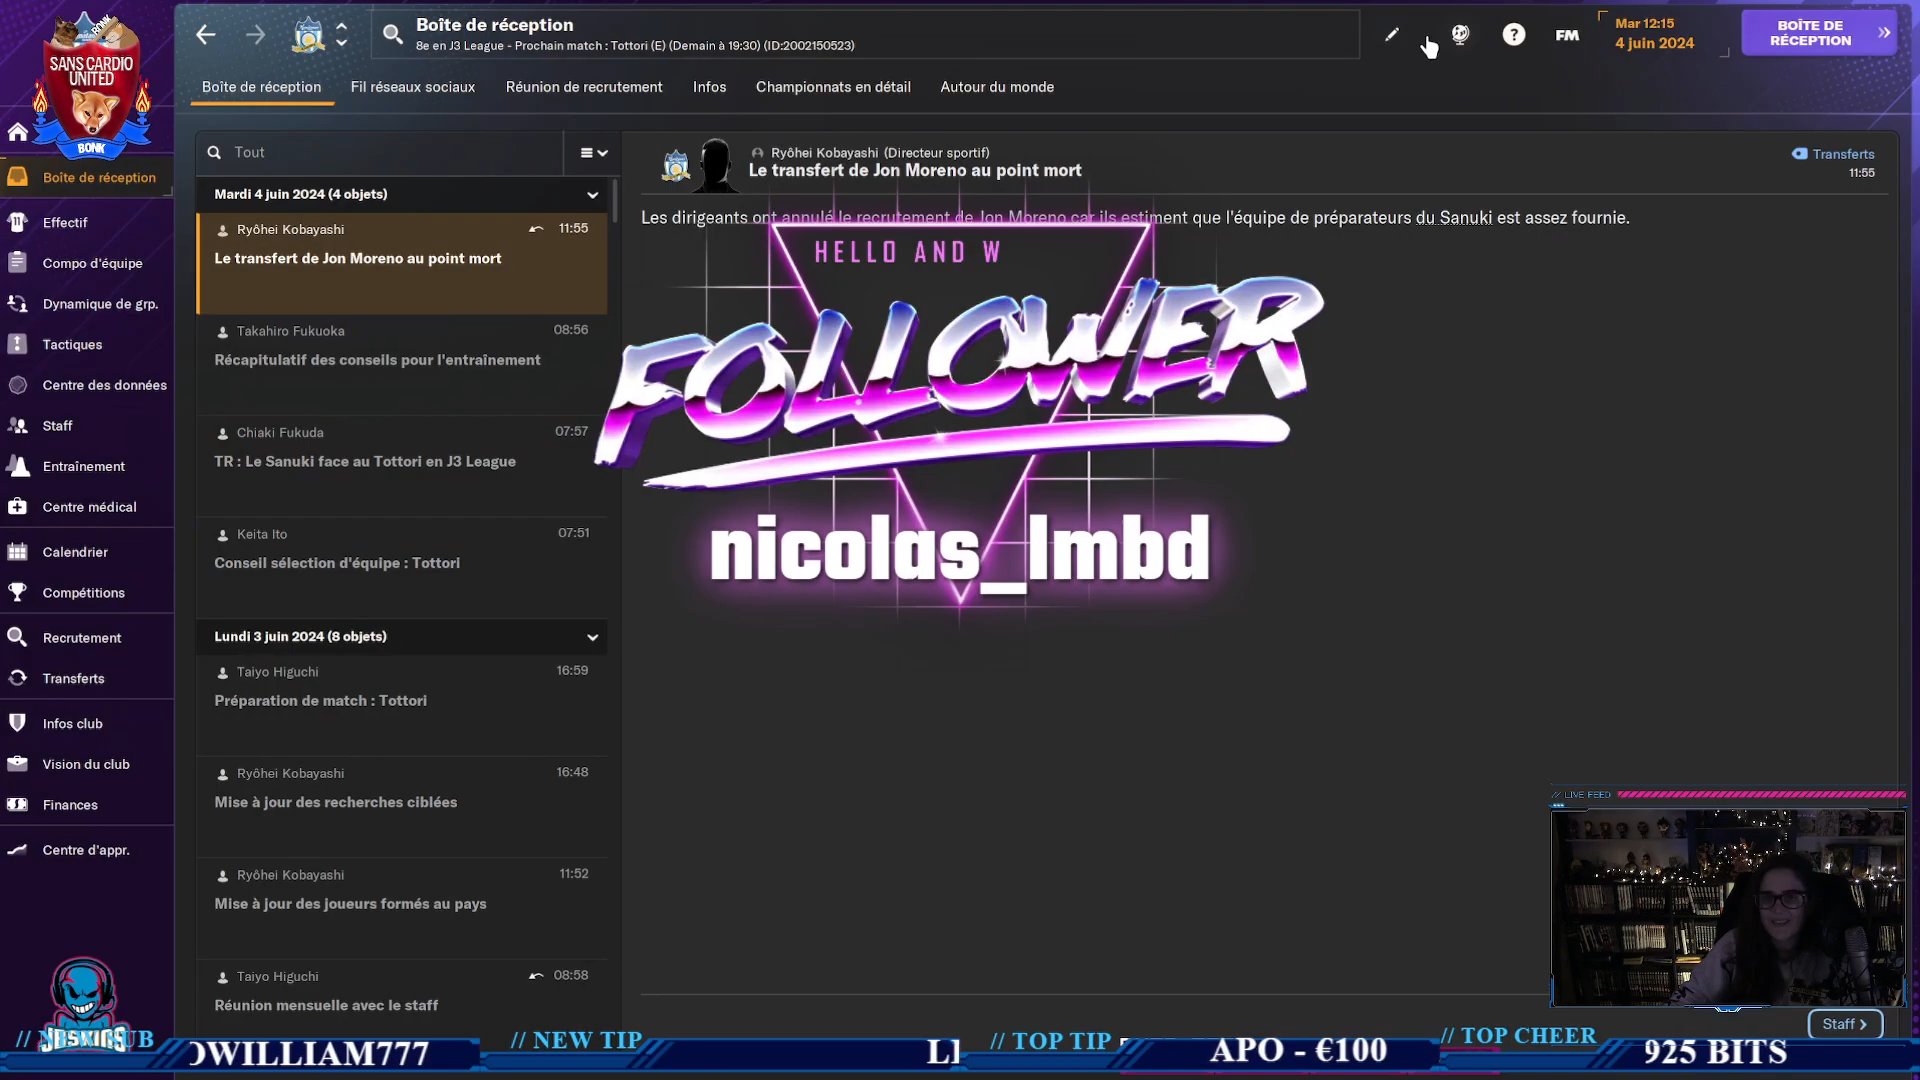 SANS CARDIO
UNITED
BONK
Boîte de réception
8e en J3 League - Prochain match : Tottori (E) (Demain à 19:30) (ID:2002150523)
FM
Mar 12:15
4 juin 2024
BOÎTE DE
RÉCEPTION
Boîte de réception
Fil réseaux sociaux
Réunion de recrutement
Infos
Championnats en détail
Autour du monde
Boîte de réception
Effectif
Compo d'équipe
Dynamique de grp.
Tactiques
Centre des données
Staff
Entraînement
Centre médical
Calendrier
Compétitions
Recrutement
Transferts
Infos club
Vision du club
Finances
Centre d'appr.
Tout
Mardi 4 juin 2024 (4 objets)
Ryôhei Kobayashi 11:55
Le transfert de Jon Moreno au point mort
Takahiro Fukuoka 08:56
Récapitulatif des conseils pour l'entraînement
Chiaki Fukuda 07:57
TR : Le Sanuki face au Tottori en J3 League
Keita Ito 07:51
Conseil sélection d'équipe : Tottori
Lundi 3 juin 2024 (8 objets)
Taiyo Higuchi 16:59
Préparation de match : Tottori
Ryôhei Kobayashi 16:48
Mise à jour des recherches ciblées
Ryôhei Kobayashi 11:52
Mise à jour des joueurs formés au pays
Taiyo Higuchi 08:58
Réunion mensuelle avec le staff
Ryôhei Kobayashi (Directeur sportif)
Le transfert de Jon Moreno au point mort
Transferts
11:55
Les dirigeants ont annulé le recrutement de Jon Moreno car ils estiment que l'équipe de préparateurs du Sanuki est assez fournie.
HELLO AND W
FOLLOWER
nicolas_lmbd
// LIVE FEED
Staff
// NEW SUB
OWILLIAM777
// NEW TIP
LI
// TOP TIP
APO - €100
// TOP CHEER
925 BITS